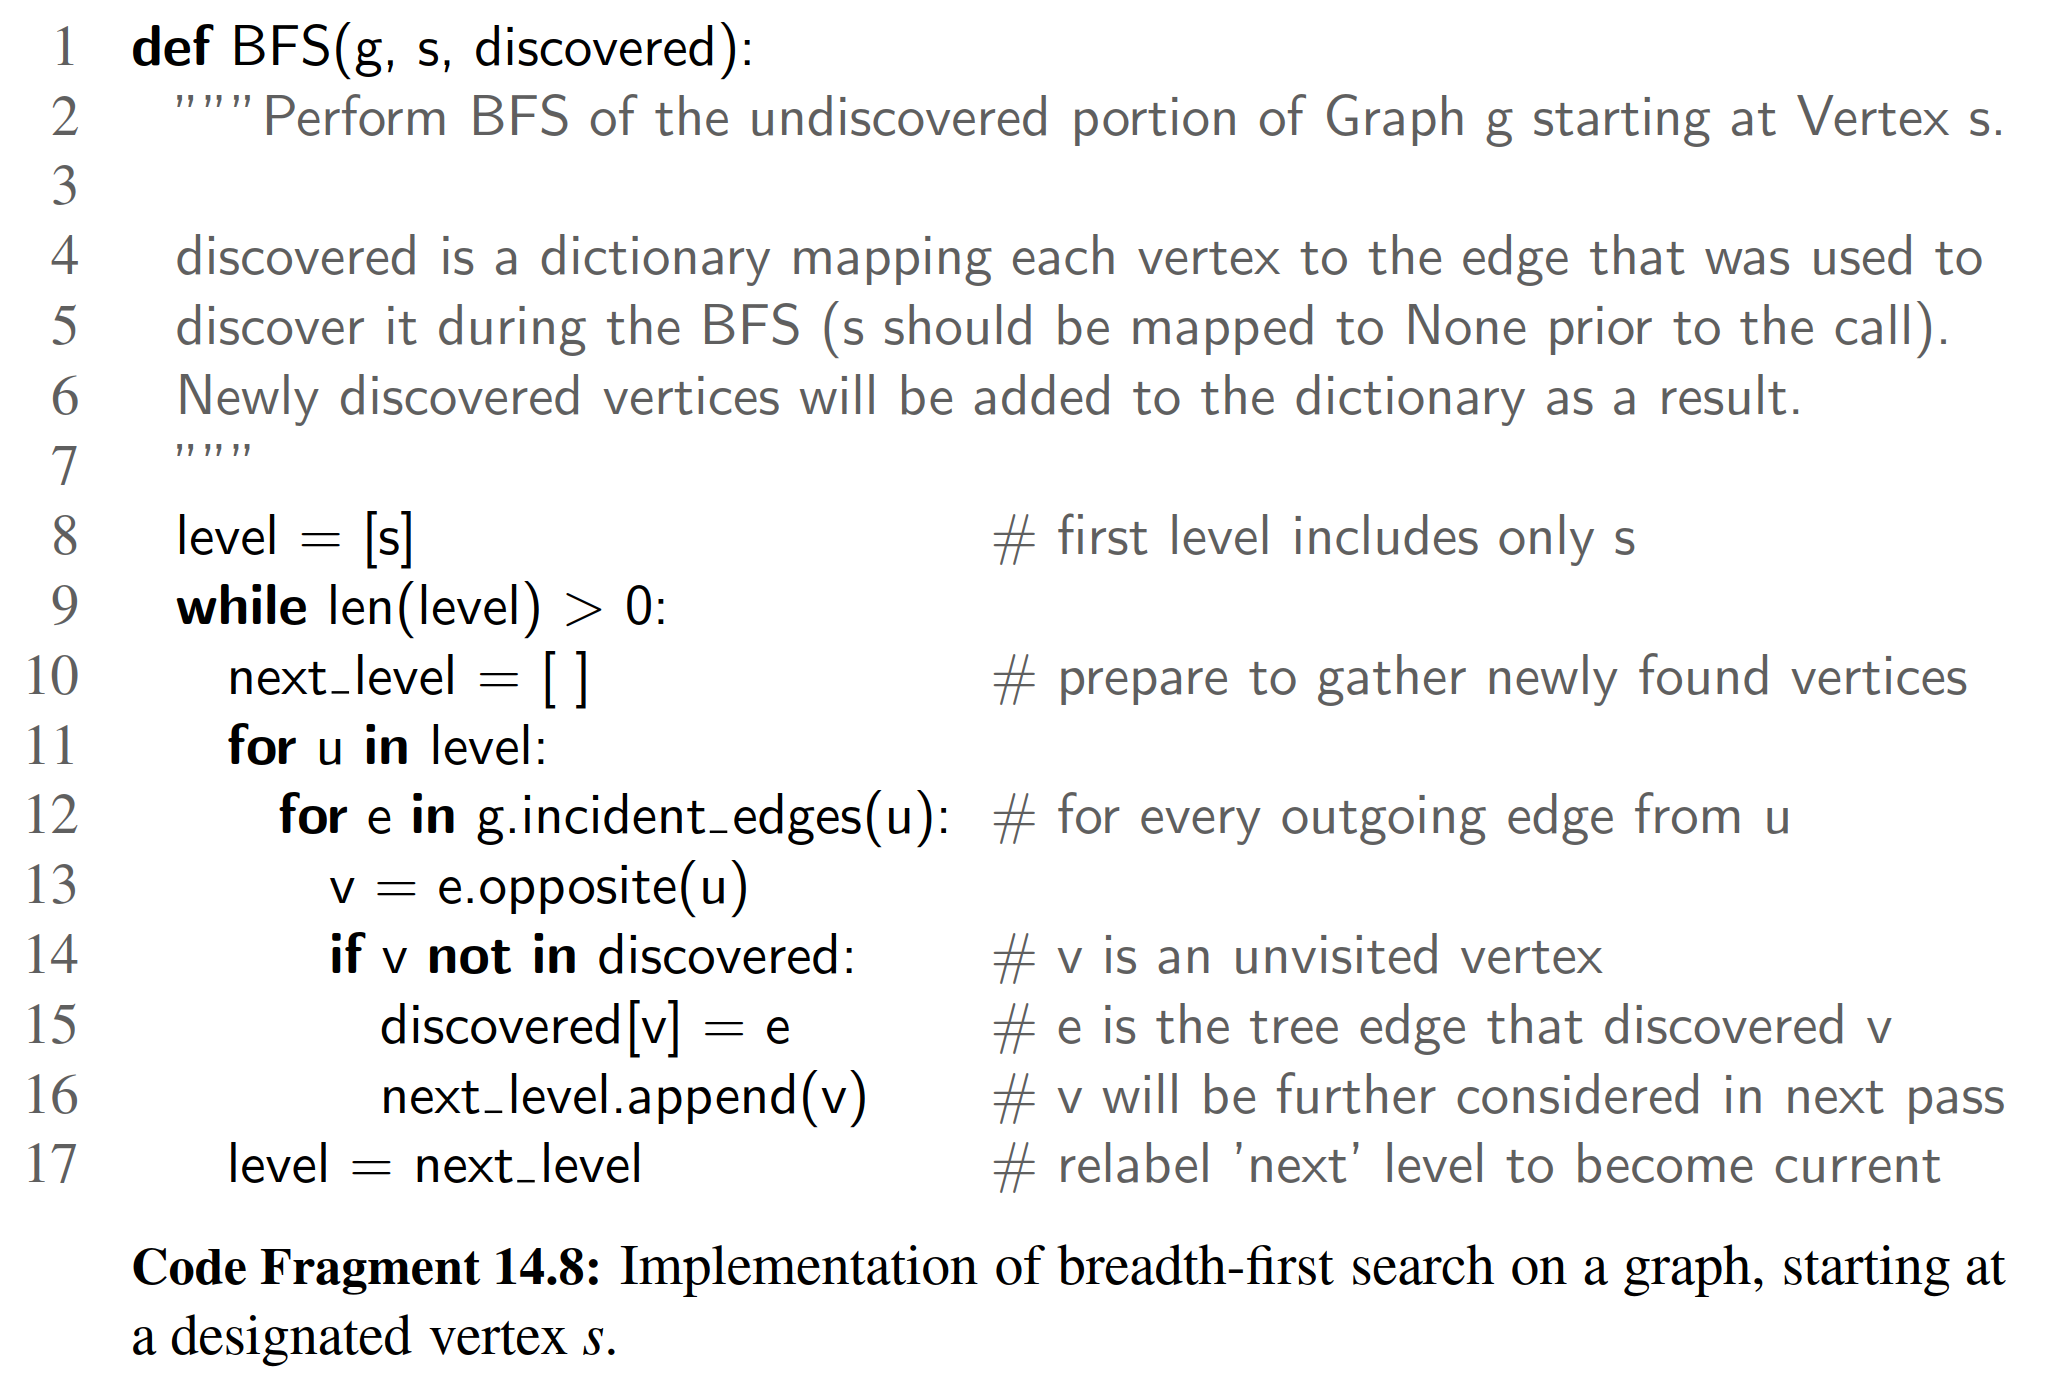 1 def BFS(g, s, discovered):
2 """Perform BFS of the undiscovered portion of Graph g starting at Vertex s.
3
4 discovered is a dictionary mapping each vertex to the edge that was used to
5 discover it during the BFS (s should be mapped to None prior to the call).
6 Newly discovered vertices will be added to the dictionary as a result.
7 """
8 level = [s] # first level includes only s
9 while len(level) > 0:
10 next_level = [ ] # prepare to gather newly found vertices
11 for u in level:
12 for e in g.incident_edges(u): # for every outgoing edge from u
13 v = e.opposite(u)
14 if v not in discovered: # v is an unvisited vertex
15 discovered[v] = e # e is the tree edge that discovered v
16 next_level.append(v) # v will be further considered in next pass
17 level = next_level # relabel 'next' level to become current
Code Fragment 14.8: Implementation of breadth-first search on a graph, starting at
a designated vertex s.